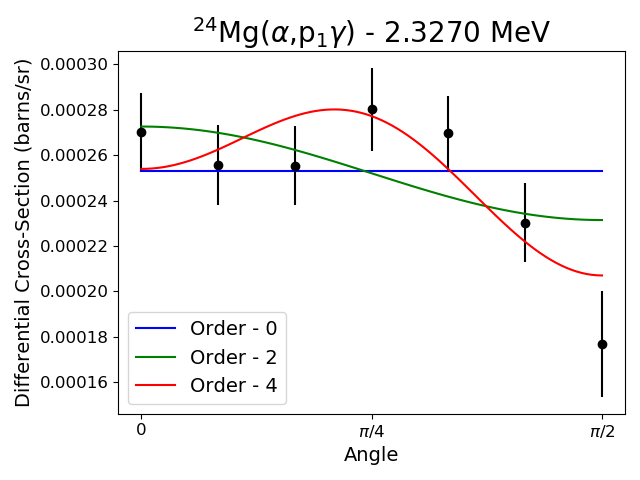 ²⁴Mg(α,p₁γ) - 2.3270 MeV
Differential Cross-Section (barns/sr)
0.00030
0.00028
0.00026
0.00024
0.00022
0.00020
0.00018
0.00016
Order - 0
Order - 2
Order - 4
0 π/4 π/2
Angle